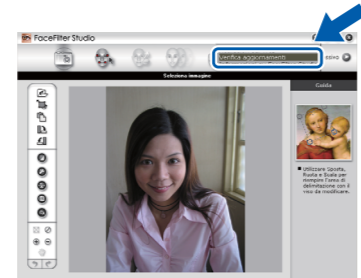 FaceFilter Studio
Verifica aggiornamenti
Seleziona immagine
Guida
Utilizzare Sposta,
Ruota e Scala per
riempire l'area di
delimitazione con il
viso da modificare.